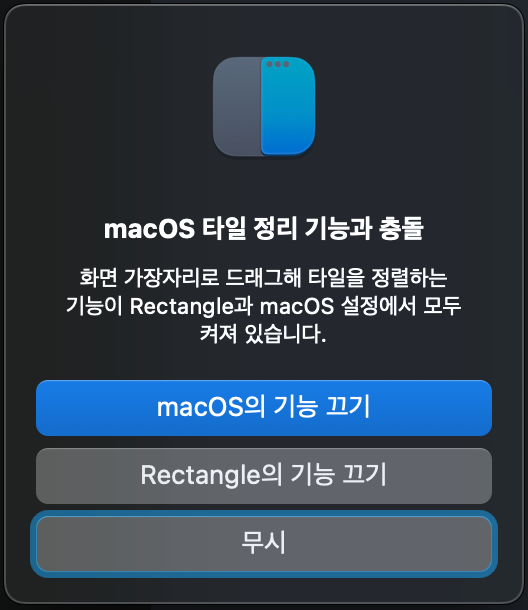 macOS 타일 정리 기능과 충돌
화면 가장자리로 드래그해 타일을 정렬하는
기능이 Rectangle과 macOS 설정에서 모두
켜져 있습니다.
macOS의 기능 끄기
Rectangle의 기능 끄기
무시